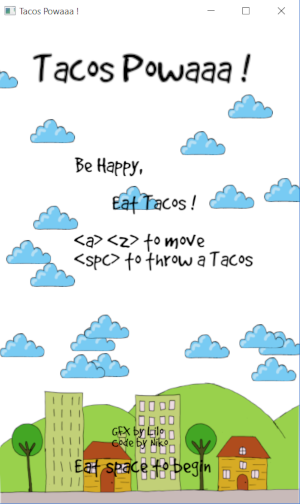 Tacos Powaaa !
Tacos Powaaa !
Be Happy,
Eat Tacos !
<a> <z> to move
<spc> to throw a Tacos
GFX by Lilo
Code by Niko
Eat space to begin